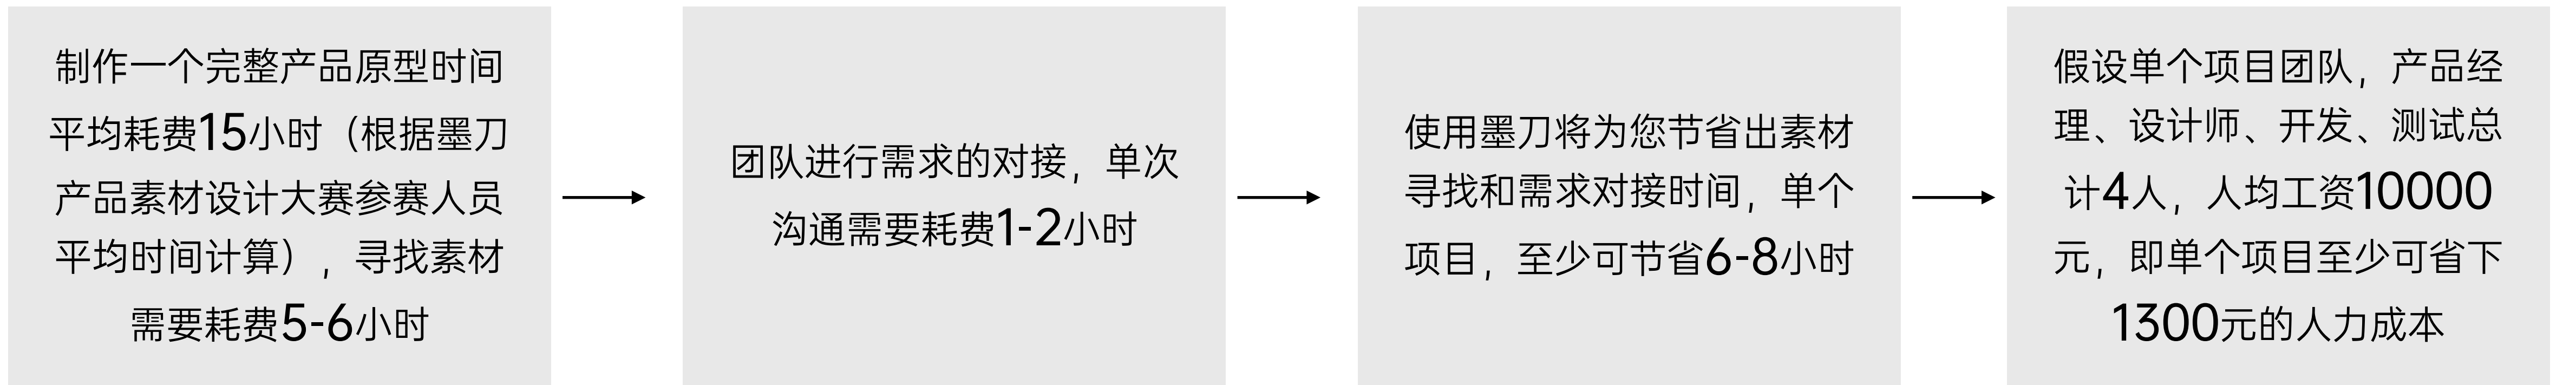 制作一个完整产品原型时间
平均耗费15小时（根据墨刀
产品素材设计大赛参赛人员
平均时间计算），寻找素材
需要耗费5-6小时
团队进行需求的对接，单次
沟通需要耗费1-2小时
使用墨刀将为您节省出素材
寻找和需求对接时间，单个
项目，至少可节省6-8小时
假设单个项目团队，产品经
理、设计师、开发、测试总
计4人，人均工资10000
元，即单个项目至少可省下
1300元的人力成本